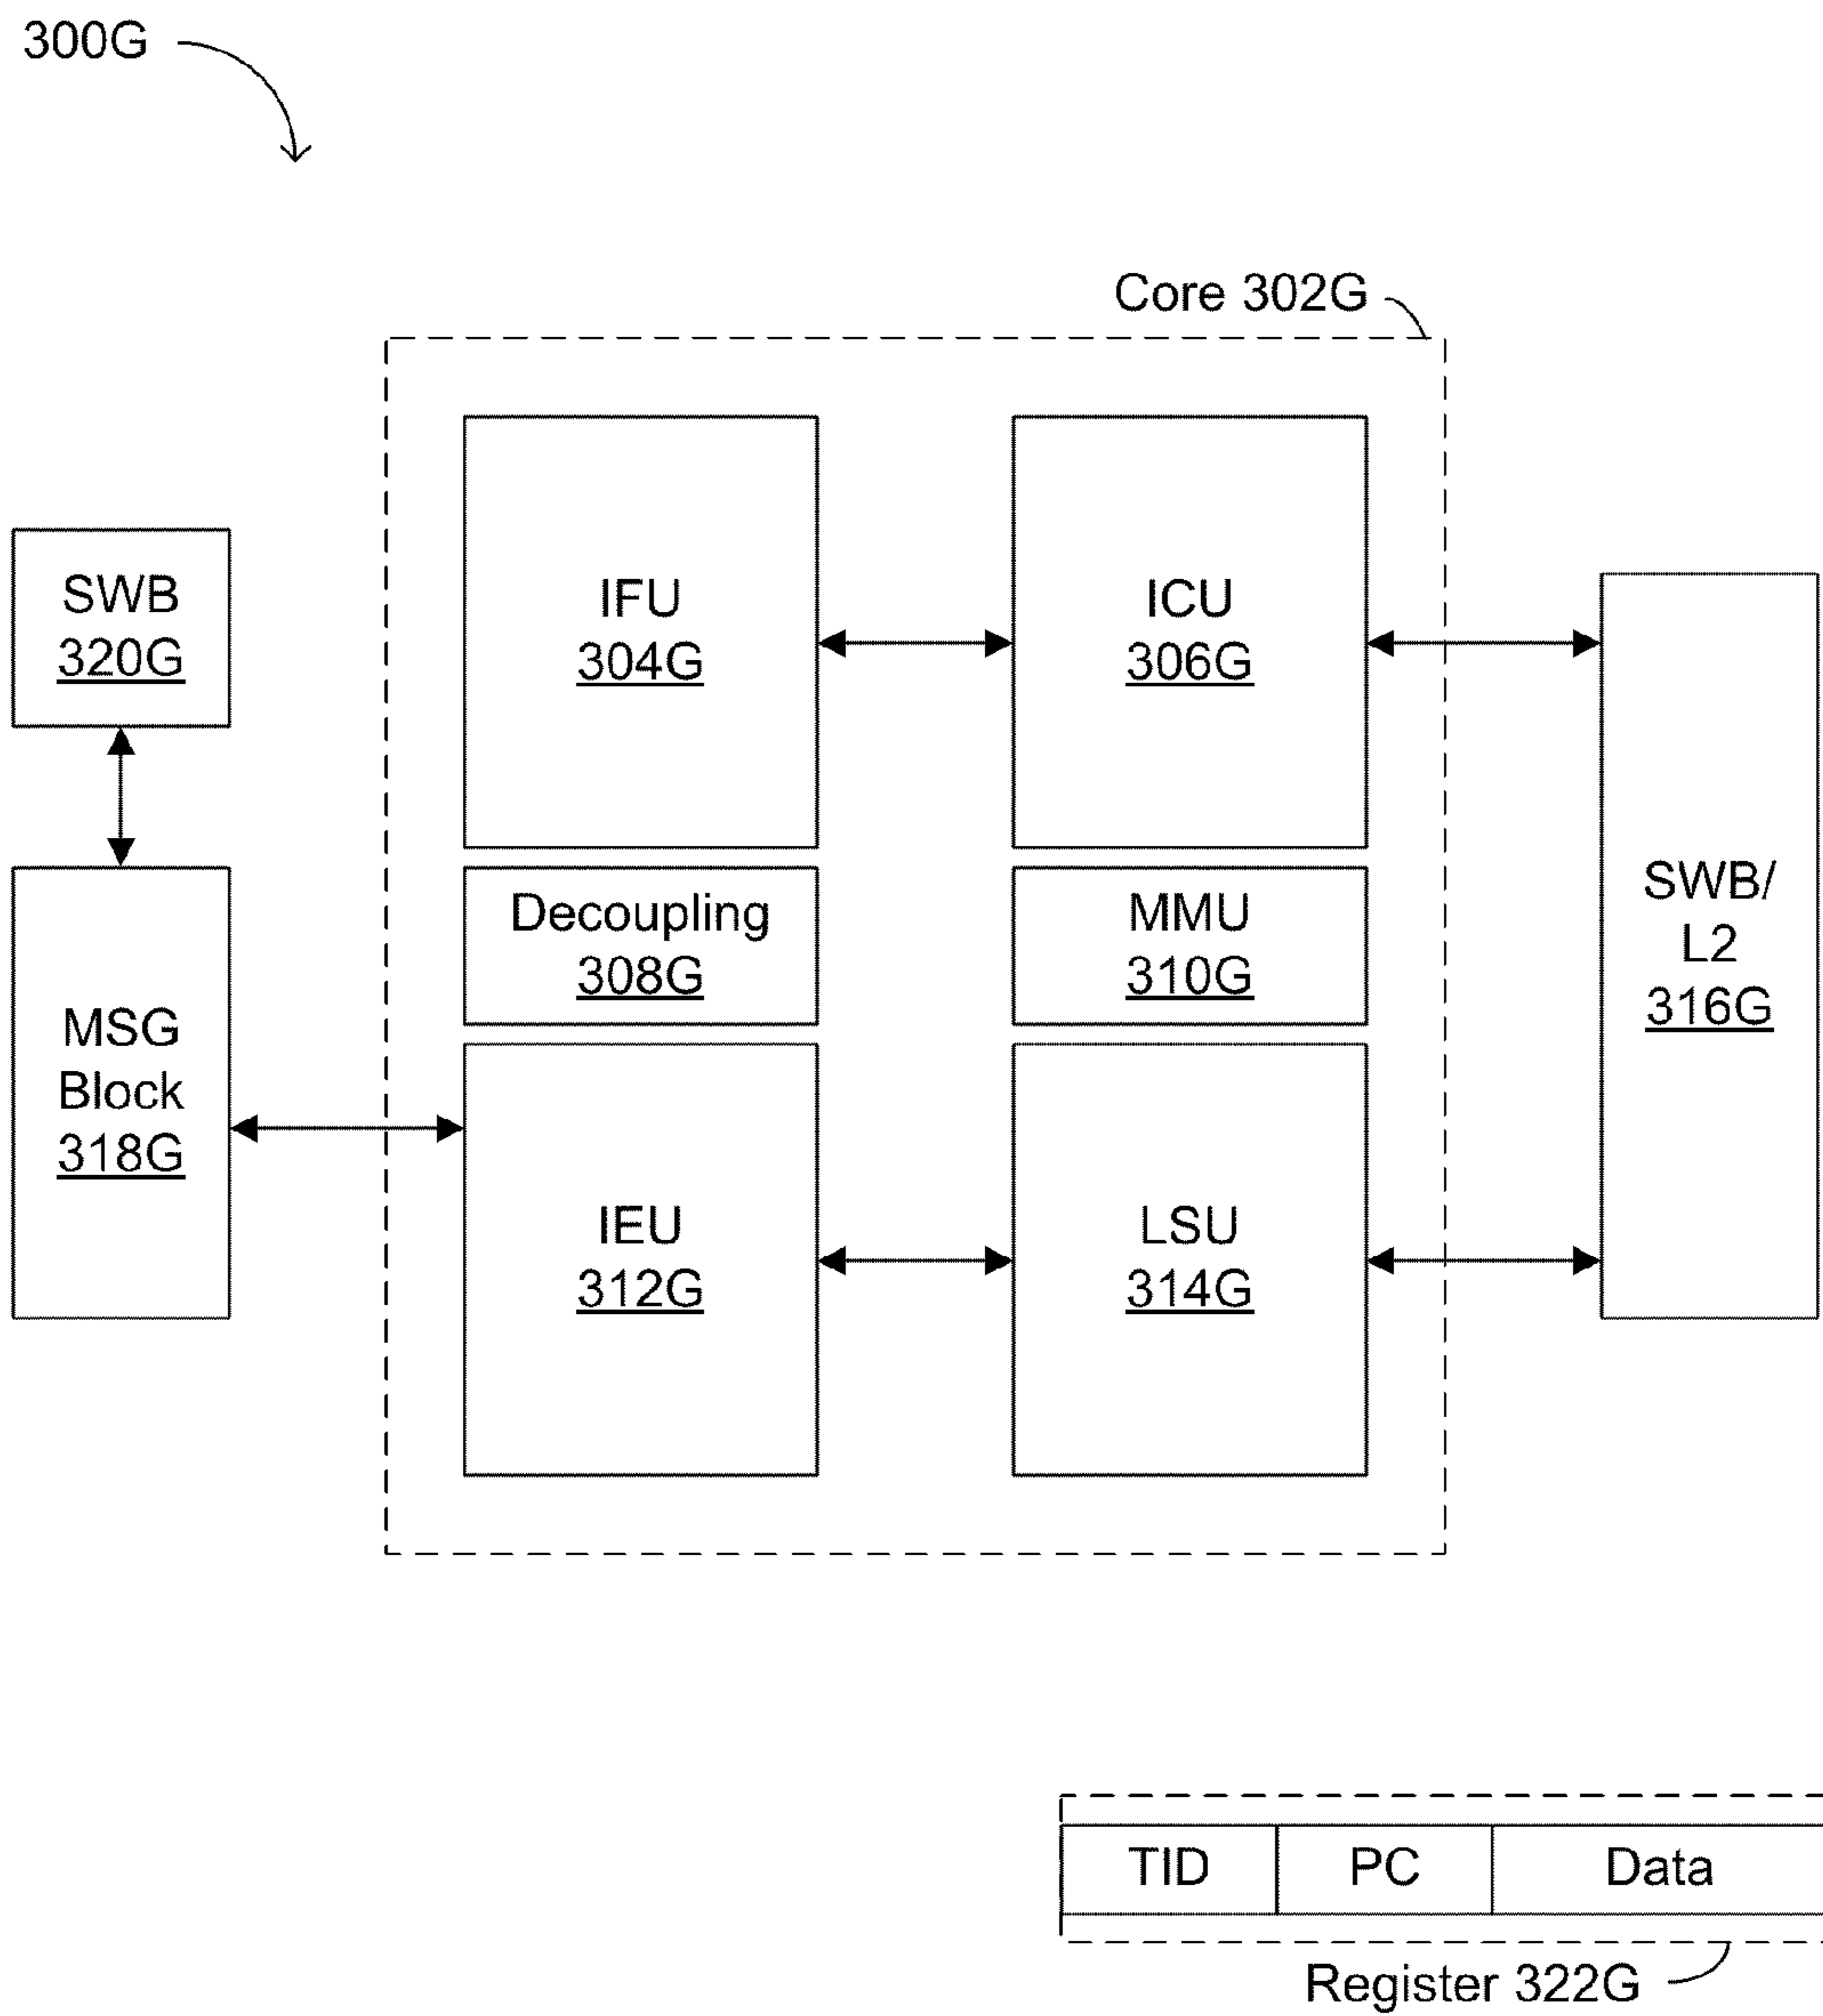 300G
Core 302G
IFU
304G
ICU
306G
SWB
320G
Decoupling
308G
MMU
310G
SWB/
L2
316G
MSG
Block
318G
IEU
312G
LSU
314G
TID PC Data
Register 322G